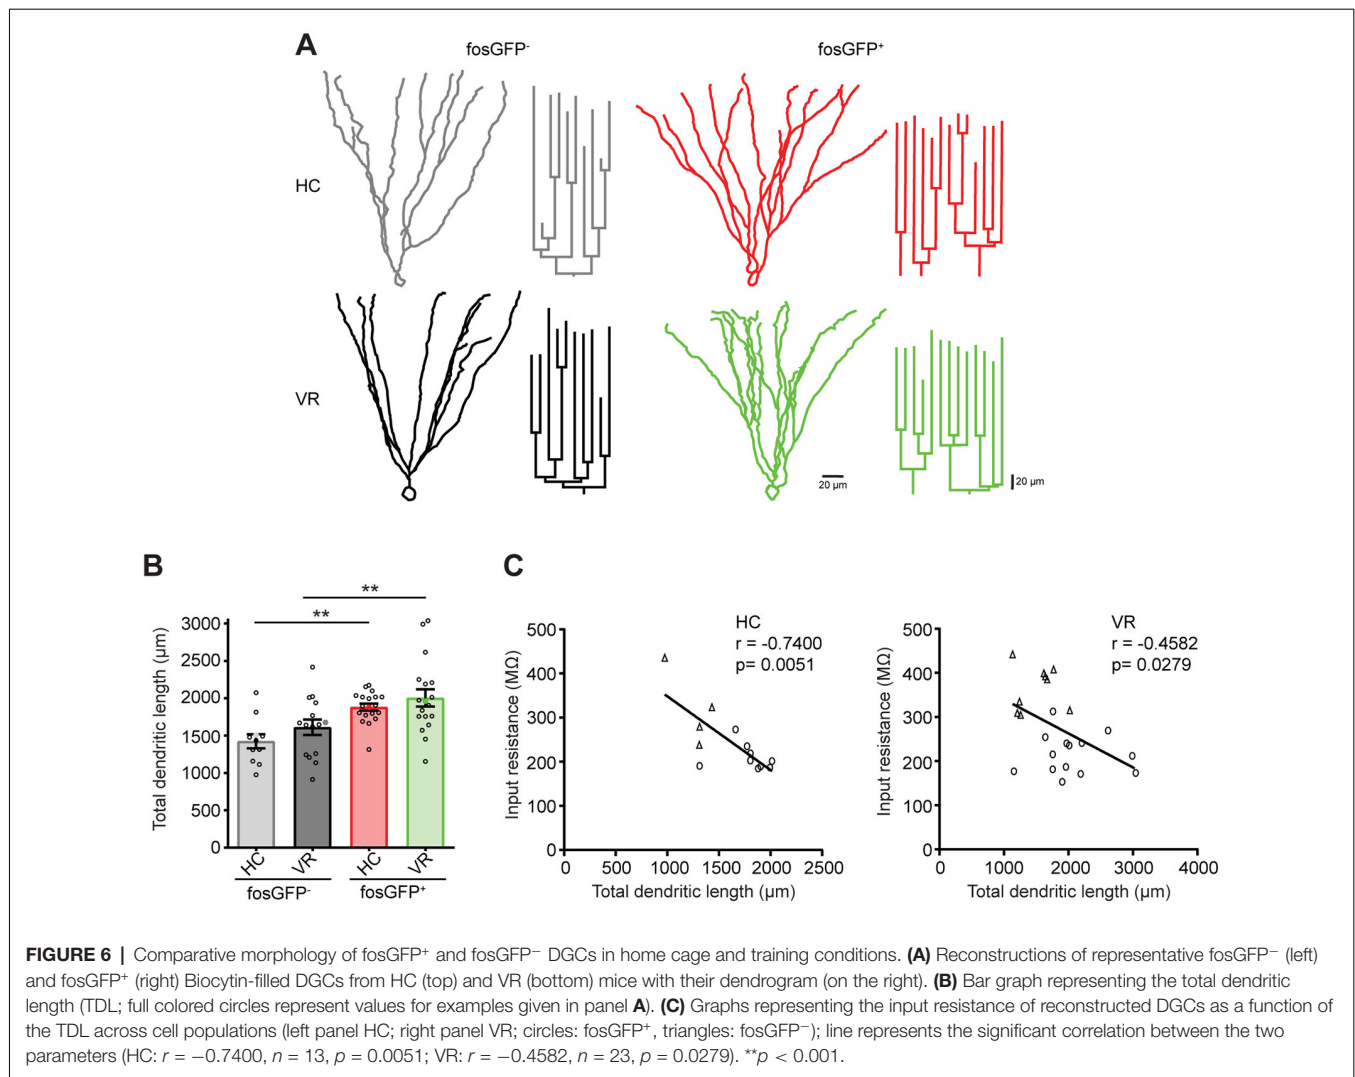 A
fosGFP-
fosGFP+
HC
VR
20 µm
20 µm
B
Total dendritic length (µm)
3000
2500
2000
1500
1000
500
0
**
**
HC
VR
HC
VR
fosGFP-
fosGFP+
C
HC
r = -0.7400
p= 0.0051
Input resistance (MΩ)
500
400
300
200
100
0
0
500
1000
1500
2000
2500
Total dendritic length (µm)
VR
r = -0.4582
p= 0.0279
Input resistance (MΩ)
500
400
300
200
100
0
0
1000
2000
3000
4000
Total dendritic length (µm)
FIGURE 6 | Comparative morphology of fosGFP+ and fosGFP− DGCs in home cage and training conditions. (A) Reconstructions of representative fosGFP− (left)
and fosGFP+ (right) Biocytin-filled DGCs from HC (top) and VR (bottom) mice with their dendrogram (on the right). (B) Bar graph representing the total dendritic
length (TDL; full colored circles represent values for examples given in panel A). (C) Graphs representing the input resistance of reconstructed DGCs as a function of
the TDL across cell populations (left panel HC; right panel VR; circles: fosGFP+, triangles: fosGFP−); line represents the significant correlation between the two
parameters (HC: r = −0.7400, n = 13, p = 0.0051; VR: r = −0.4582, n = 23, p = 0.0279). **p < 0.001.